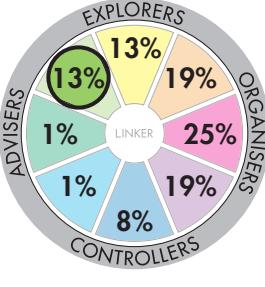 EXPLORERS
13%
13%
19%
ADVISERS
ORGANISERS
1%
LINKER
25%
1%
19%
8%
CONTROLLERS